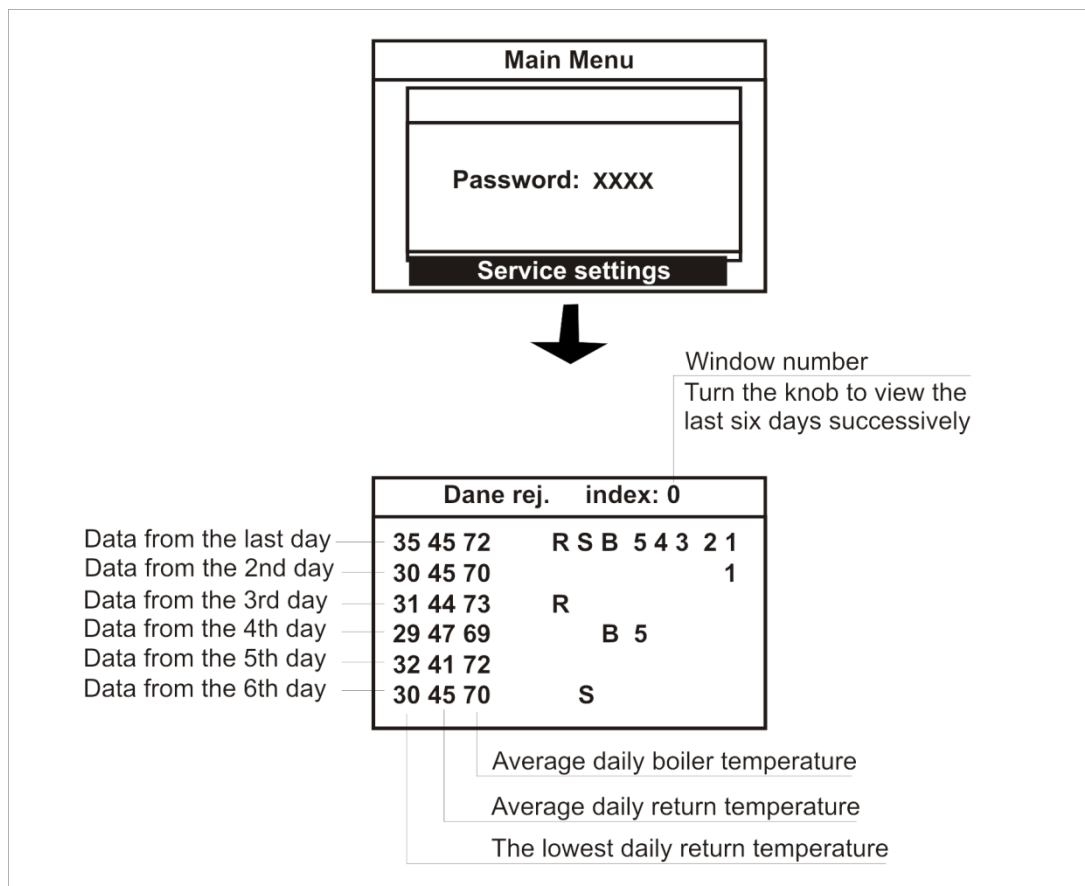 Main Menu
Password: XXXX
Service settings
Window number
Turn the knob to view the
last six days successively
Dane rej. index: 0
Data from the last day 35 45 72 R S B 5 4 3 2 1
Data from the 2nd day 30 45 70 1
Data from the 3rd day 31 44 73 R
Data from the 4th day 29 47 69 B 5
Data from the 5th day 32 41 72
Data from the 6th day 30 45 70 S
Average daily boiler temperature
Average daily return temperature
The lowest daily return temperature